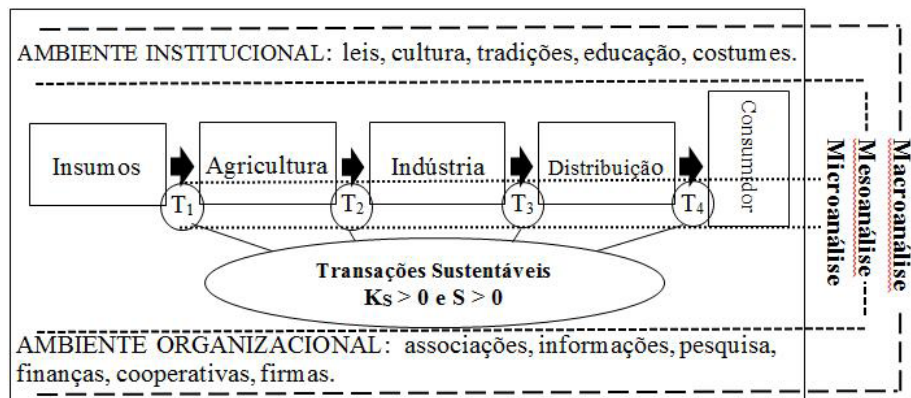 AMBIENTE INSTITUCIONAL: leis, cultura, tradições, educação, costumes.
Insumos
Agricultura
Indústria
Distribuição
Consumidor
T1
T2
T3
T4
Transações Sustentáveis
Ks > 0 e S > 0
Microanálise
Mesoanálise
Macroanálise
AMBIENTE ORGANIZACIONAL: associações, informações, pesquisa,
finanças, cooperativas, firmas.